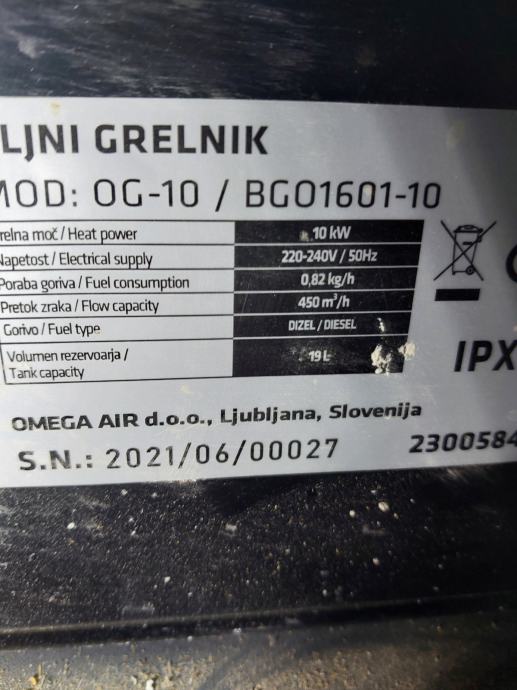 LJNI GRELNIK
MOD: OG-10 / BGO1601-10
relna moč / Heat power 10 kW
Napetost / Electrical supply 220-240V / 50Hz
Poraba goriva / Fuel consumption 0,82 kg/h
Pretok zraka / Flow capacity 450 m³/h
Gorivo / Fuel type DIZEL / DIESEL
Volumen rezervoarja / 19 L
Tank capacity
IPX
OMEGA AIR d.o.o., Ljubljana, Slovenija
S.N.: 2021/06/00027 2300584